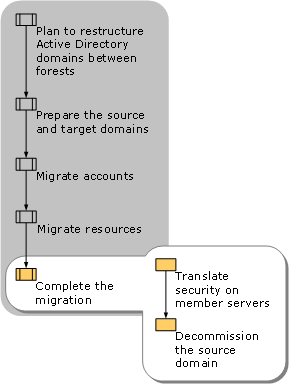 Plan to restructure
Active Directory
domains between
forests
Prepare the source
and target domains
Migrate accounts
Migrate resources
Complete the
migration
Translate
security on
member servers
Decommission
the source
domain